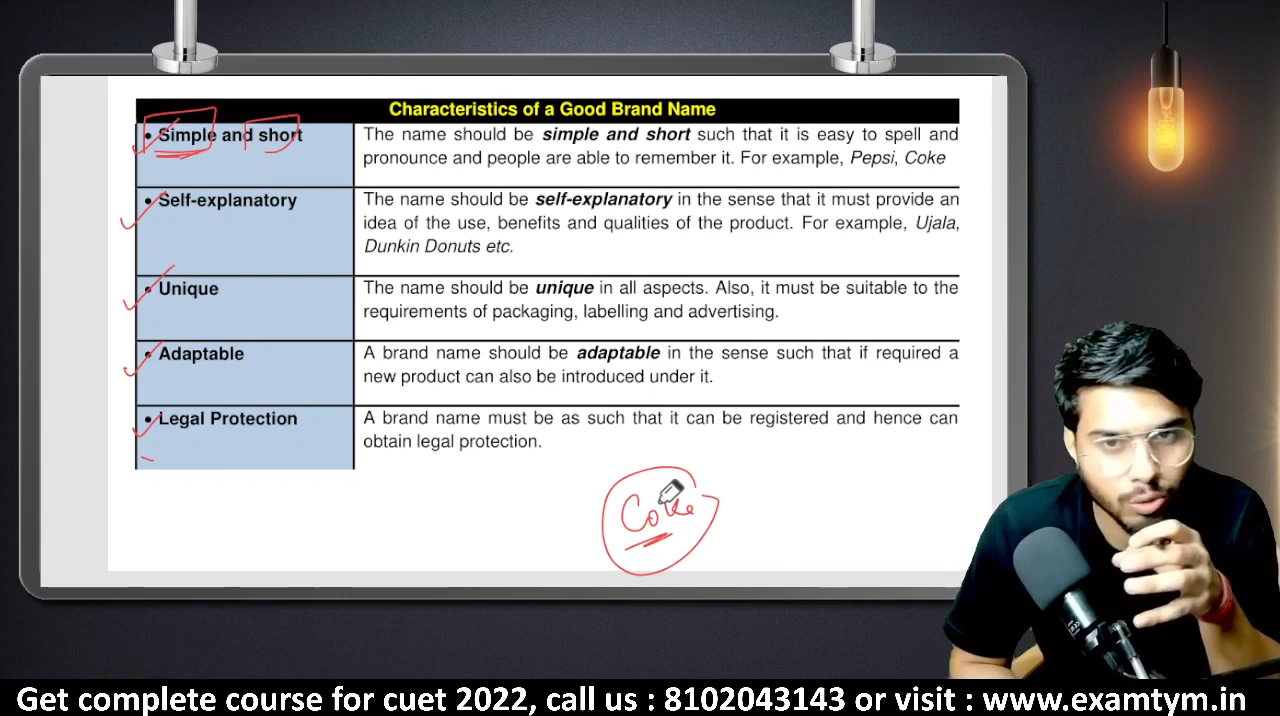 Characteristics of a Good Brand Name
• Simple and short
The name should be simple and short such that it is easy to spell and
pronounce and people are able to remember it. For example, Pepsi, Coke
• Self-explanatory
The name should be self-explanatory in the sense that it must provide an
idea of the use, benefits and qualities of the product. For example, Ujala,
Dunkin Donuts etc.
• Unique
The name should be unique in all aspects. Also, it must be suitable to the
requirements of packaging, labelling and advertising.
• Adaptable
A brand name should be adaptable in the sense such that if required a
new product can also be introduced under it.
• Legal Protection
A brand name must be as such that it can be registered and hence can
obtain legal protection.
Coke
Get complete course for cuet 2022, call us : 8102043143 or visit : www.examtym.in